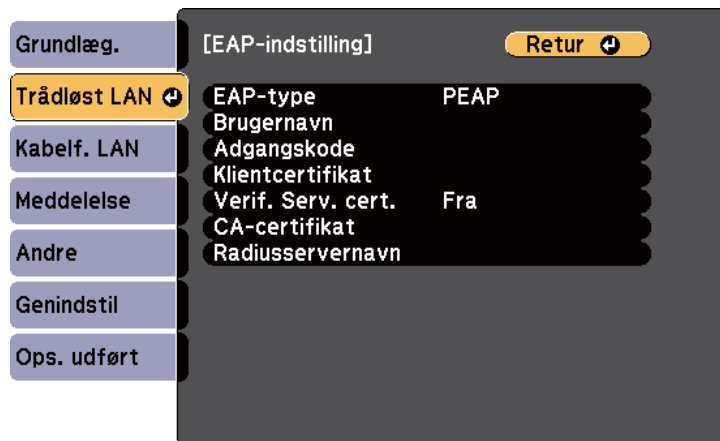 Grundlæg.
Trådløst LAN
Kabelf. LAN
Meddelelse
Andre
Genindstil
Ops. udført
[EAP-indstilling] Retur
EAP-type PEAP
Brugernavn
Adgangskode
Klientcertifikat
Verif. Serv. cert. Fra
CA-certifikat
Radiusservernavn